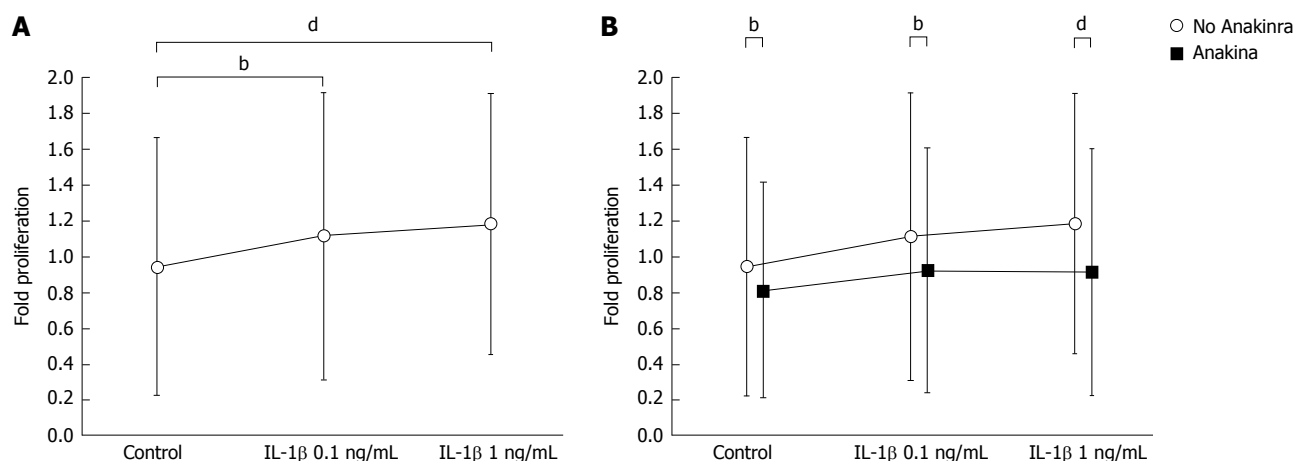 A
d
b
2.0
1.8
1.6
1.4
1.2
1.0
0.8
0.6
0.4
0.2
0.0
Fold proliferation
Control
IL-1β 0.1 ng/mL
IL-1β 1 ng/mL
B
b
b
d
2.0
1.8
1.6
1.4
1.2
1.0
0.8
0.6
0.4
0.2
0.0
Fold proliferation
Control
IL-1β 0.1 ng/mL
IL-1β 1 ng/mL
No Anakinra
Anakina